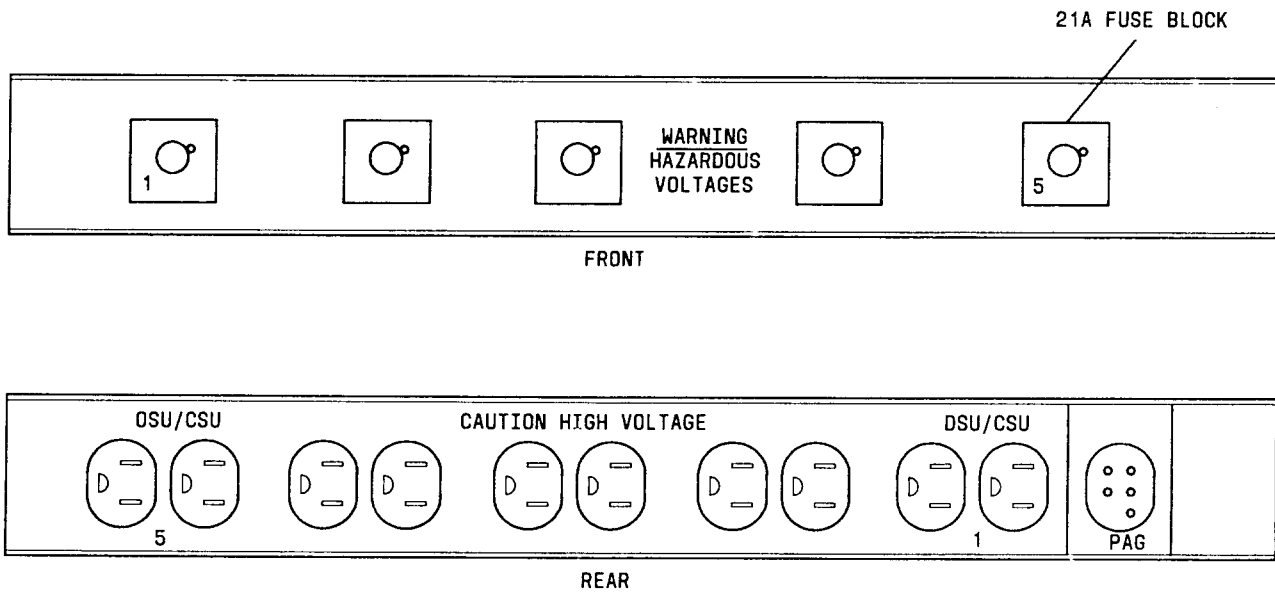 21A FUSE BLOCK
WARNING
HAZARDOUS
VOLTAGES
1
5
FRONT
OSU/CSU
CAUTION HIGH VOLTAGE
DSU/CSU
5
1
PAG
REAR